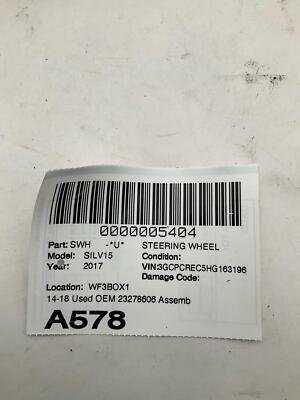 0000005404
Part: SWH -*U* STEERING WHEEL
Model: SILV15 Condition:
Year: 2017 VIN:3GCPCREC5HG163196
Damage Code:
Location: WF3BOX1
14-18 Used OEM 23278606 Assemb
A578